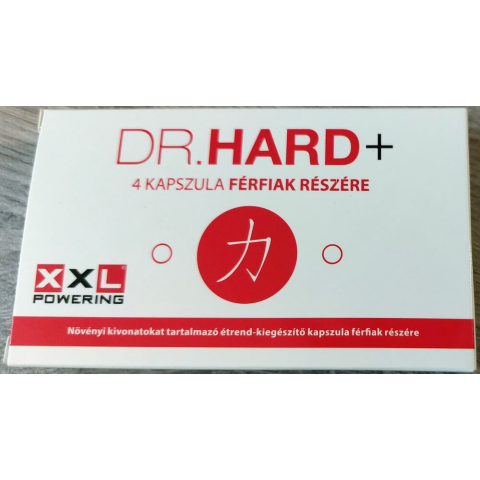 DR.HARD+
4 KAPSZULA FÉRFIAK RÉSZÉRE
力
XXL
POWERING
Növényi kivonatokat tartalmazó étrend-kiegészítő kapszula férfiak részére